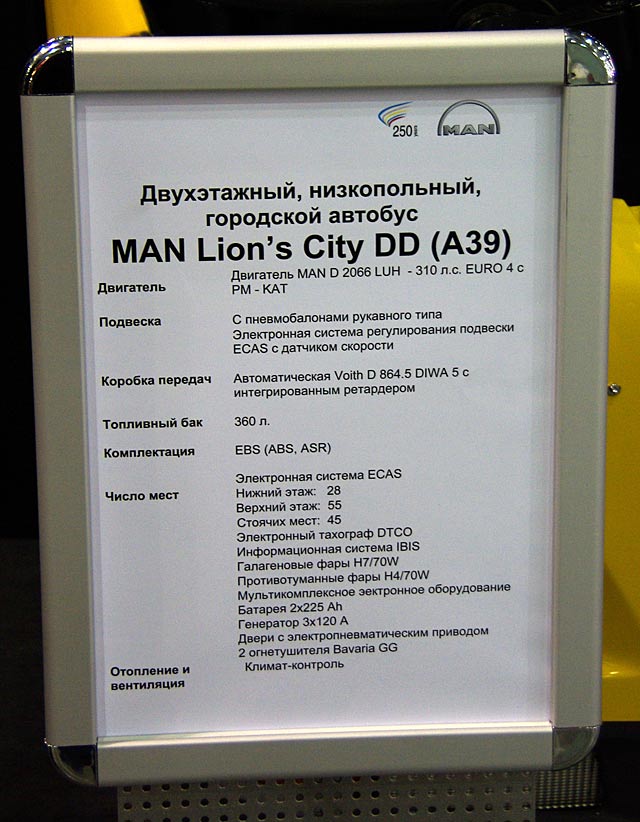 250
MAN
Двухэтажный, низкопольный,
городской автобус
MAN Lion's City DD (A39)
Двигатель
Двигатель MAN D 2066 LUH - 310 л.с. EURO 4 с
PM - KAT
Подвеска
С пневмобалонами рукавного типа
Электронная система регулирования подвески
ECAS с датчиком скорости
Коробка передач
Автоматическая Voith D 864.5 DIWA 5 с
интегрированным ретардером
Топливный бак
360 л.
Комплектация
EBS (ABS, ASR)
Электронная система ECAS
Число мест
Нижний этаж: 28
Верхний этаж: 55
Стоячих мест: 45
Электронный тахограф DTCO
Информационная система IBIS
Галагеновые фары H7/70W
Противотуманные фары H4/70W
Мультикомплексное эектронное оборудование
Батарея 2x225 Ah
Генератор 3x120 A
Двери с электропневматическим приводом
2 огнетушителя Bavaria GG
Отопление и
вентиляция
Климат-контроль